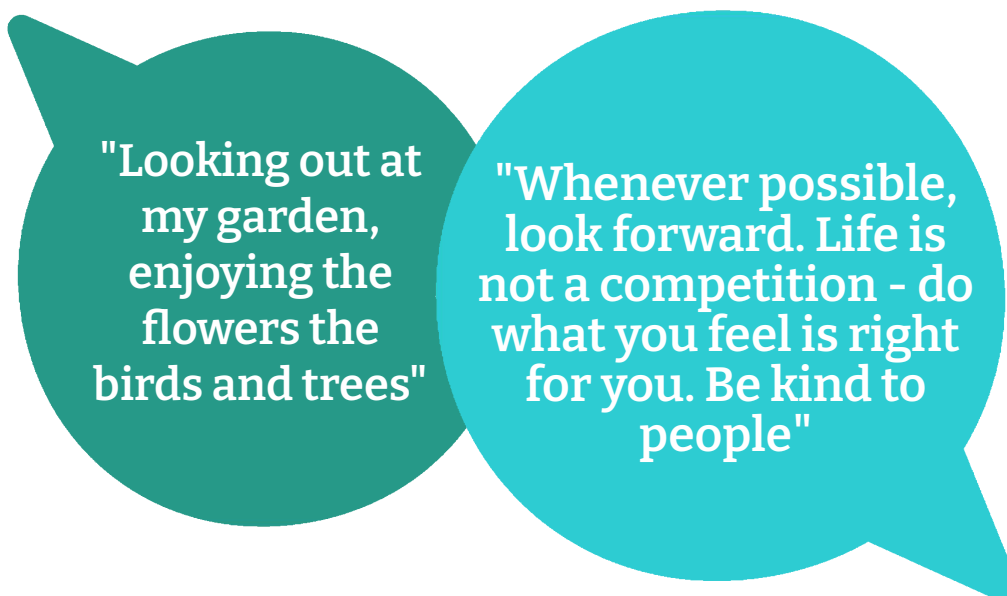 "Looking out at
my garden,
enjoying the
flowers the
birds and trees"
"Whenever possible,
look forward. Life is
not a competition - do
what you feel is right
for you. Be kind to
people"